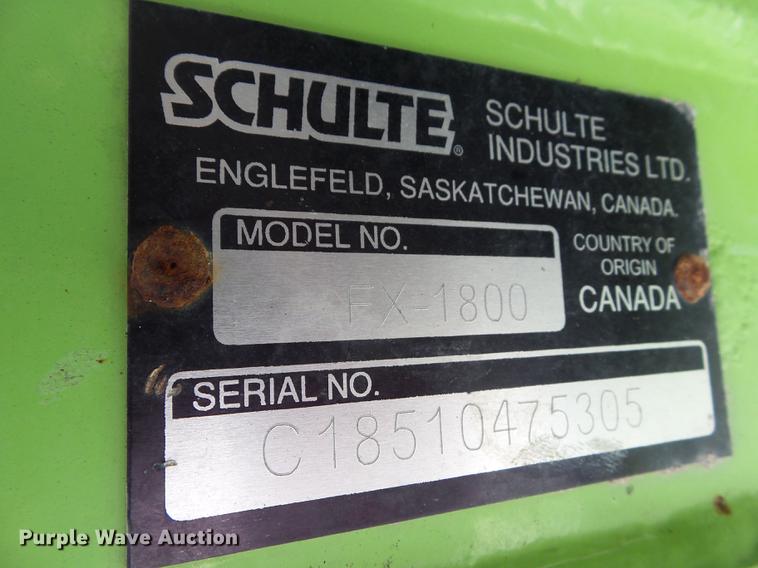 SCHULTE®
SCHULTE
INDUSTRIES LTD.
ENGLEFELD, SASKATCHEWAN, CANADA.
MODEL NO.
FX-1800
COUNTRY OF
ORIGIN
CANADA
SERIAL NO.
C18510475305
Purple Wave Auction